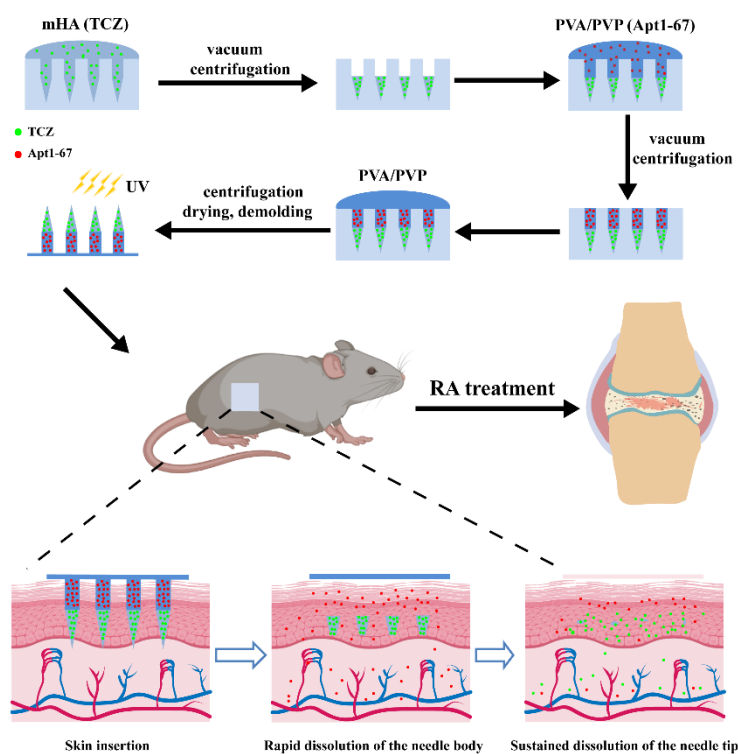 mHA (TCZ)
vacuum
centrifugation
PVA/PVP (Apt1-67)
TCZ
Apt1-67
vacuum
centrifugation
UV
centrifugation
drying, demolding
PVA/PVP
RA treatment
Skin insertion
Rapid dissolution of the needle body
Sustained dissolution of the needle tip